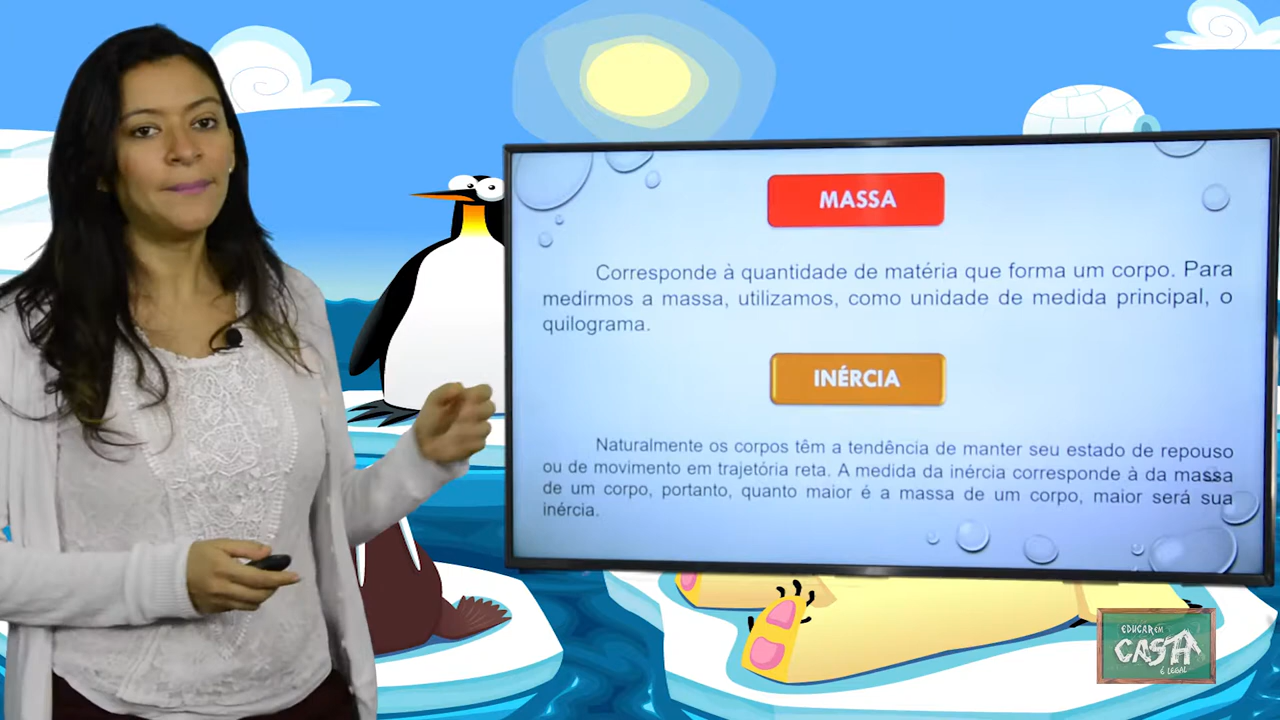 MASSA
Corresponde à quantidade de matéria que forma um corpo. Para
medirmos a massa, utilizamos, como unidade de medida principal, o
quilograma.
INÉRCIA
Naturalmente os corpos têm a tendência de manter seu estado de repouso
ou de movimento em trajetória reta. A medida da inércia corresponde à da massa
de um corpo, portanto, quanto maior é a massa de um corpo, maior será sua
inércia.
EDUCAR EM
CASA
É LEGAL